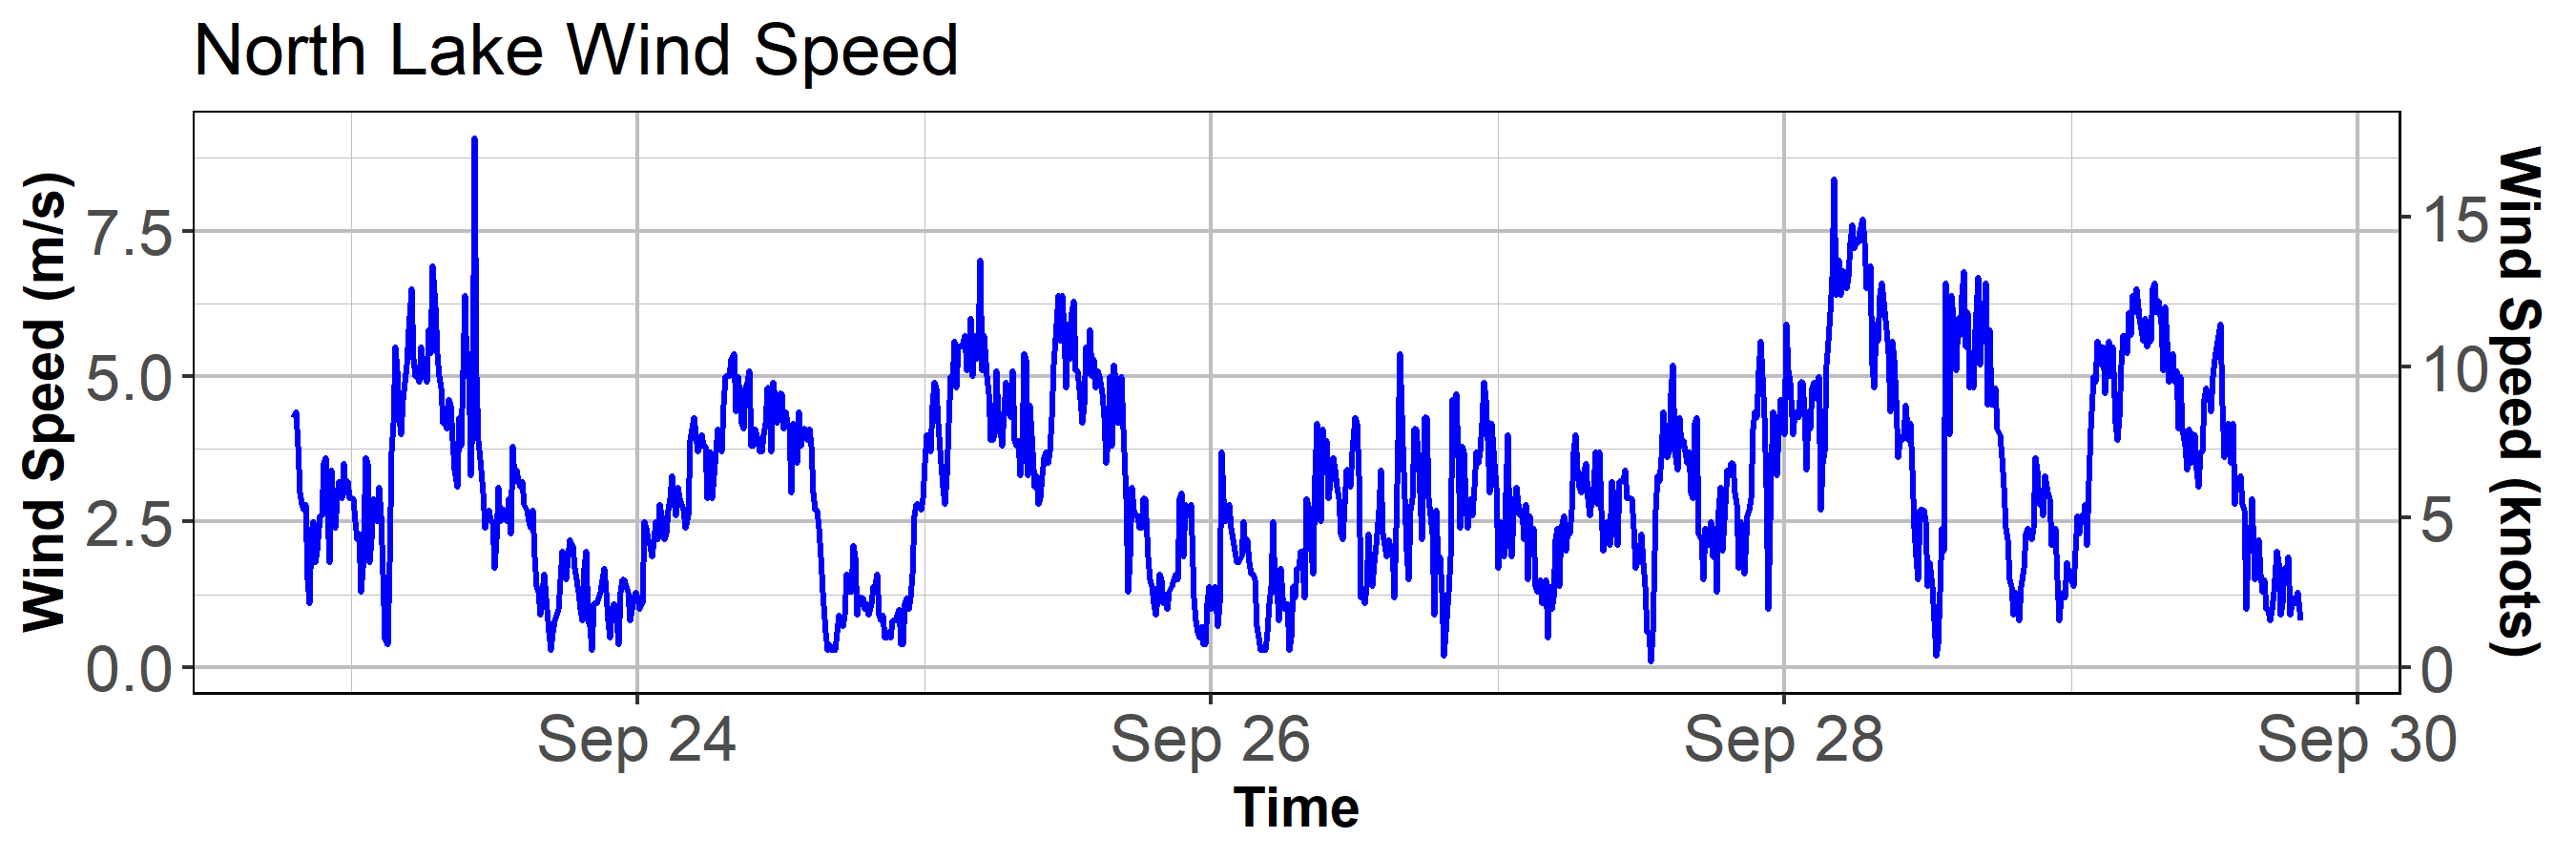 North Lake Wind Speed
Wind Speed (m/s)
7.5
5.0
2.5
0.0
15
10
5
0
Wind Speed (knots)
Sep 24
Sep 26
Sep 28
Sep 30
Time